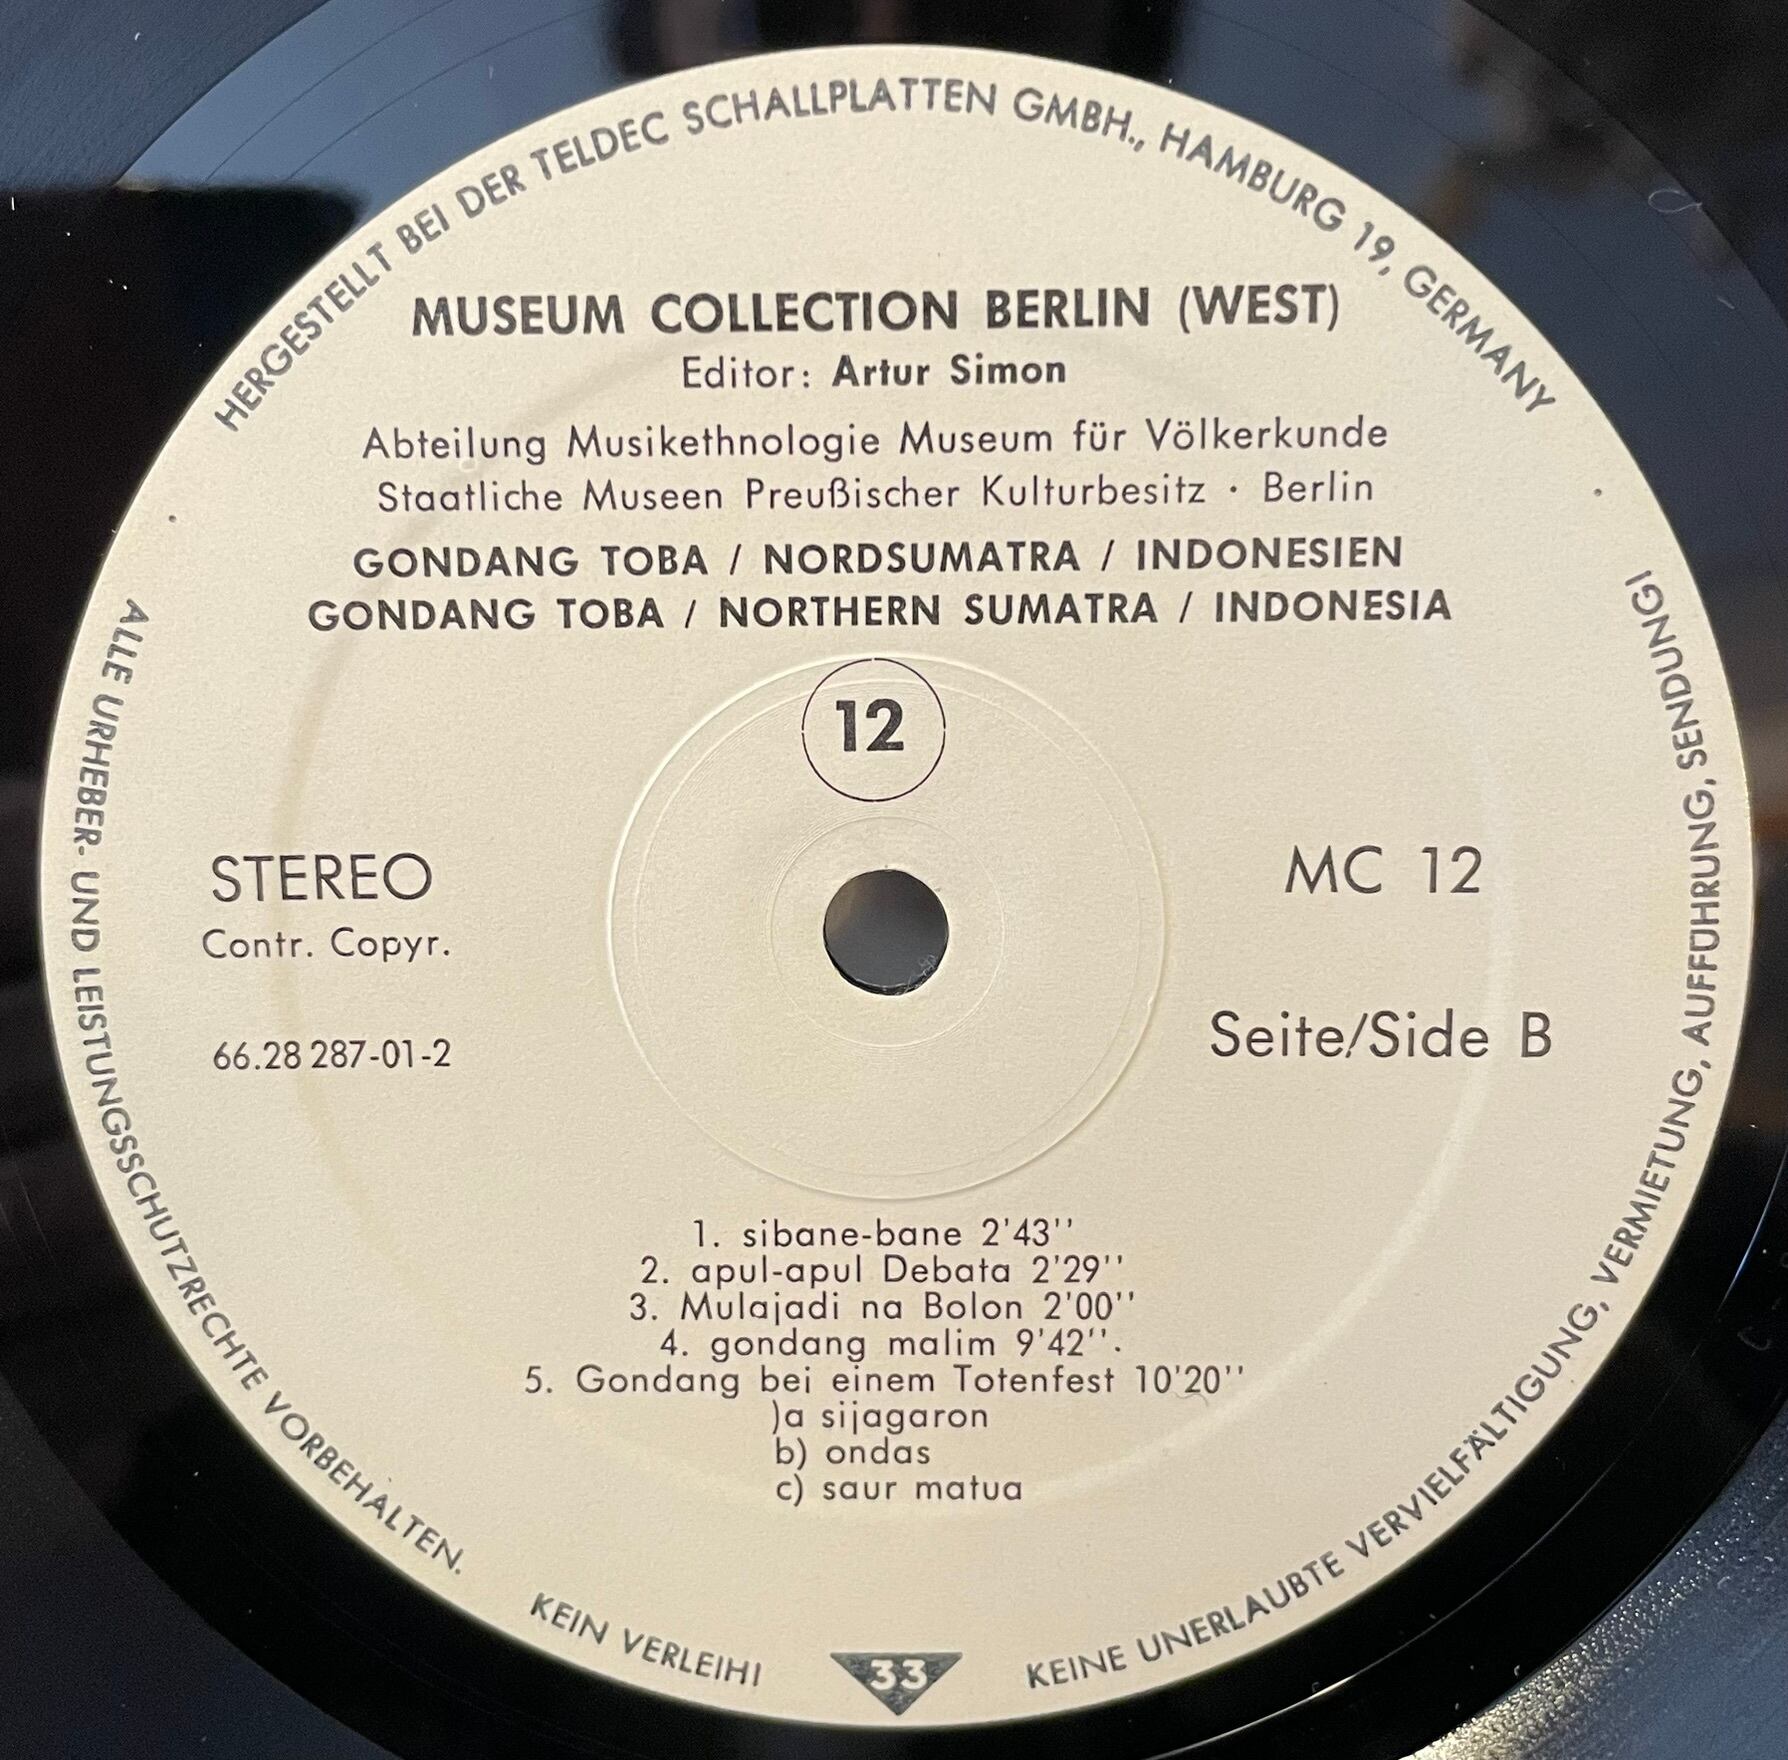 HERGESTELLT BEI DER TELDEC SCHALLPLATTEN GMBH., HAMBURG 19, GERMANY
MUSEUM COLLECTION BERLIN (WEST)
Editor: Artur Simon
Abteilung Musikethnologie Museum für Völkerkunde
Staatliche Museen Preußischer Kulturbesitz · Berlin
GONDANG TOBA / NORDSUMATRA / INDONESIEN
GONDANG TOBA / NORTHERN SUMATRA / INDONESIA
12
STEREO
Contr. Copyr.
66.28 287-01-2
MC 12
Seite/Side B
1. sibane-bane 2'43''
2. apul-apul Debata 2'29''
3. Mulajadi na Bolon 2'00''
4. gondang malim 9'42''.
5. Gondang bei einem Totenfest 10'20''
)a sijagaron
b) ondas
c) saur matua
ALLE URHEBER- UND LEISTUNGSSCHUTZRECHTE VORBEHALTEN.
KEIN VERLEIH!
33
KEINE UNERLAUBTE VERVIELFÄLTIGUNG, VERMIETUNG, AUFFÜHRUNG, SENDUNG!